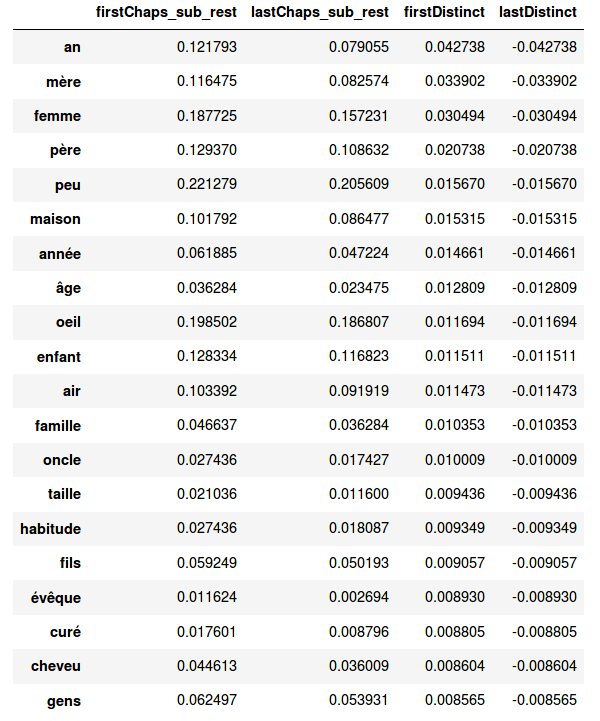 firstChaps_sub_rest lastChaps_sub_rest firstDistinct lastDistinct
an 0.121793 0.079055 0.042738 -0.042738
mère 0.116475 0.082574 0.033902 -0.033902
femme 0.187725 0.157231 0.030494 -0.030494
père 0.129370 0.108632 0.020738 -0.020738
peu 0.221279 0.205609 0.015670 -0.015670
maison 0.101792 0.086477 0.015315 -0.015315
année 0.061885 0.047224 0.014661 -0.014661
âge 0.036284 0.023475 0.012809 -0.012809
oeil 0.198502 0.186807 0.011694 -0.011694
enfant 0.128334 0.116823 0.011511 -0.011511
air 0.103392 0.091919 0.011473 -0.011473
famille 0.046637 0.036284 0.010353 -0.010353
oncle 0.027436 0.017427 0.010009 -0.010009
taille 0.021036 0.011600 0.009436 -0.009436
habitude 0.027436 0.018087 0.009349 -0.009349
fils 0.059249 0.050193 0.009057 -0.009057
évêque 0.011624 0.002694 0.008930 -0.008930
curé 0.017601 0.008796 0.008805 -0.008805
cheveu 0.044613 0.036009 0.008604 -0.008604
gens 0.062497 0.053931 0.008565 -0.008565